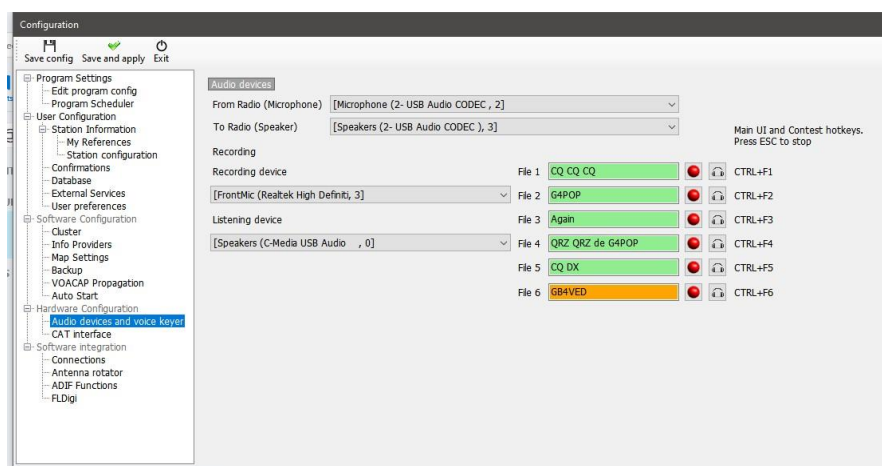 Configuration
Save config Save and apply Exit
Program Settings
Edit program config
Program Scheduler
User Configuration
Station Information
My References
Station configuration
Confirmations
Database
External Services
User preferences
Software Configuration
Cluster
Info Providers
Map Settings
Backup
VOACAP Propagation
Auto Start
Hardware Configuration
Audio devices and voice keyer
CAT interface
Software integration
Connections
Antenna rotator
ADIF Functions
FLDigi
Audio devices
From Radio (Microphone) [Microphone (2- USB Audio CODEC , 2]
To Radio (Speaker) [Speakers (2- USB Audio CODEC ), 3]
Main UI and Contest hotkeys.
Press ESC to stop
Recording
Recording device File 1 CQ CQ CQ CTRL+F1
[FrontMic (Realtek High Definiti, 3] File 2 G4POP CTRL+F2
Listening device File 3 Again CTRL+F3
[Speakers (C-Media USB Audio , 0] File 4 QRZ QRZ de G4POP CTRL+F4
File 5 CQ DX CTRL+F5
File 6 GB4VED CTRL+F6